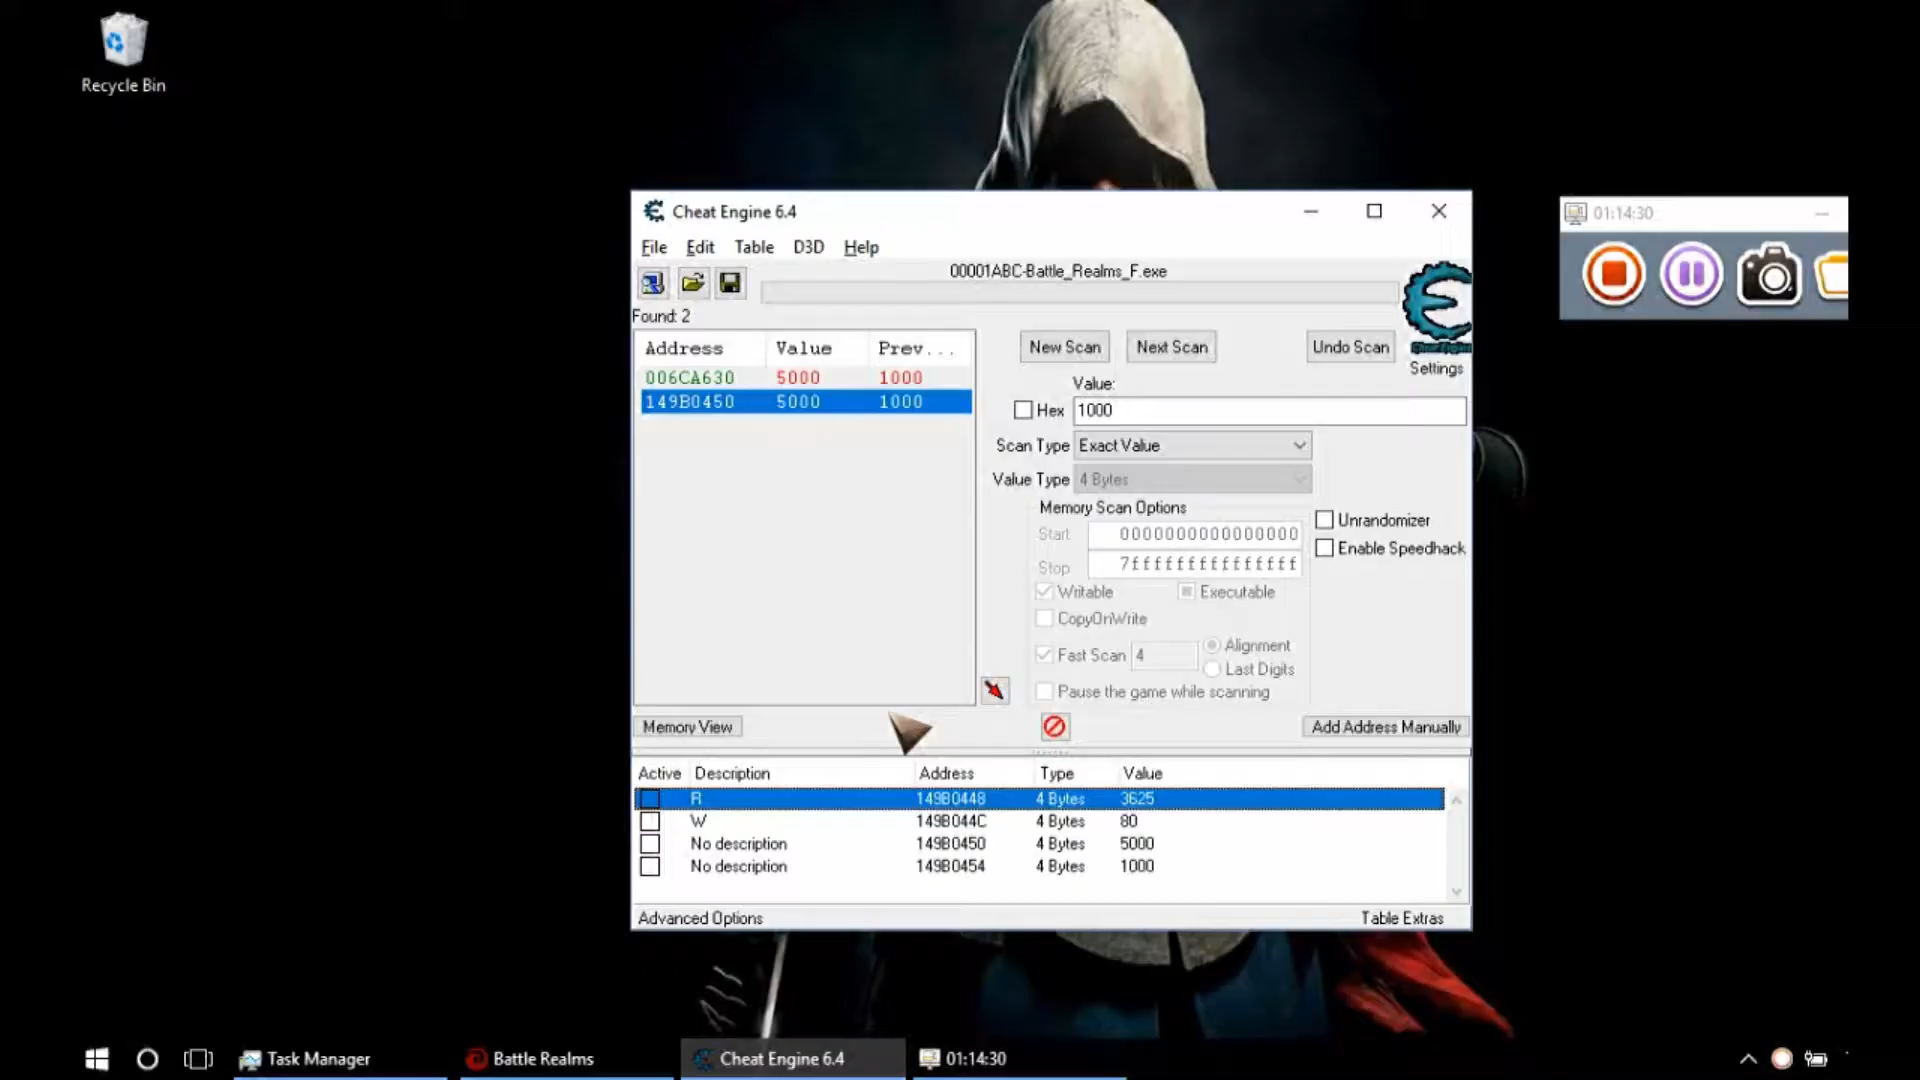 Recycle Bin
Cheat Engine 6.4
File Edit Table D3D Help
00001ABC-Battle_Realms_F.exe
Found: 2
Address Value Prev...
006CA630 5000 1000
149B0450 5000 1000
New Scan Next Scan Undo Scan
Settings
Value:
Hex 1000
Scan Type Exact Value
Value Type 4 Bytes
Memory Scan Options
Start 0000000000000000
Stop 7fffffffffffffff
Unrandomizer
Enable Speedhack
Writable Executable
CopyOnWrite
Fast Scan 4 Alignment
Last Digits
Pause the game while scanning
Memory View Add Address Manually
Active Description Address Type Value
R 149B0448 4 Bytes 3625
W 149B044C 4 Bytes 80
No description 149B0450 4 Bytes 5000
No description 149B0454 4 Bytes 1000
Advanced Options Table Extras
01:14:30
Task Manager Battle Realms Cheat Engine 6.4 01:14:30